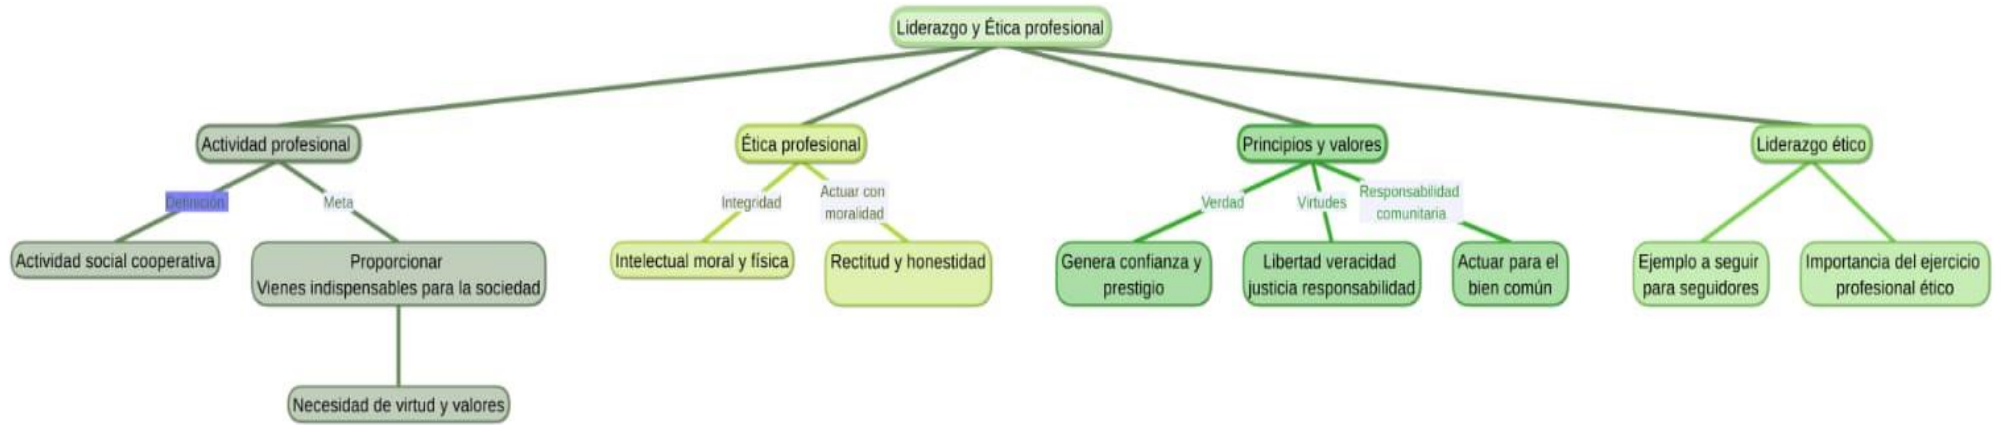 Liderazgo y Ética profesional
Actividad profesional
Ética profesional
Principios y valores
Liderazgo ético
Definición
Meta
Integridad
Actuar con
moralidad
Verdad
Virtudes
Responsabilidad
comunitaria
Actividad social cooperativa
Proporcionar
Vienes indispensables para la sociedad
Intelectual moral y física
Rectitud y honestidad
Genera confianza y
prestigio
Libertad veracidad
justicia responsabilidad
Actuar para el
bien común
Ejemplo a seguir
para seguidores
Importancia del ejercicio
profesional ético
Necesidad de virtud y valores